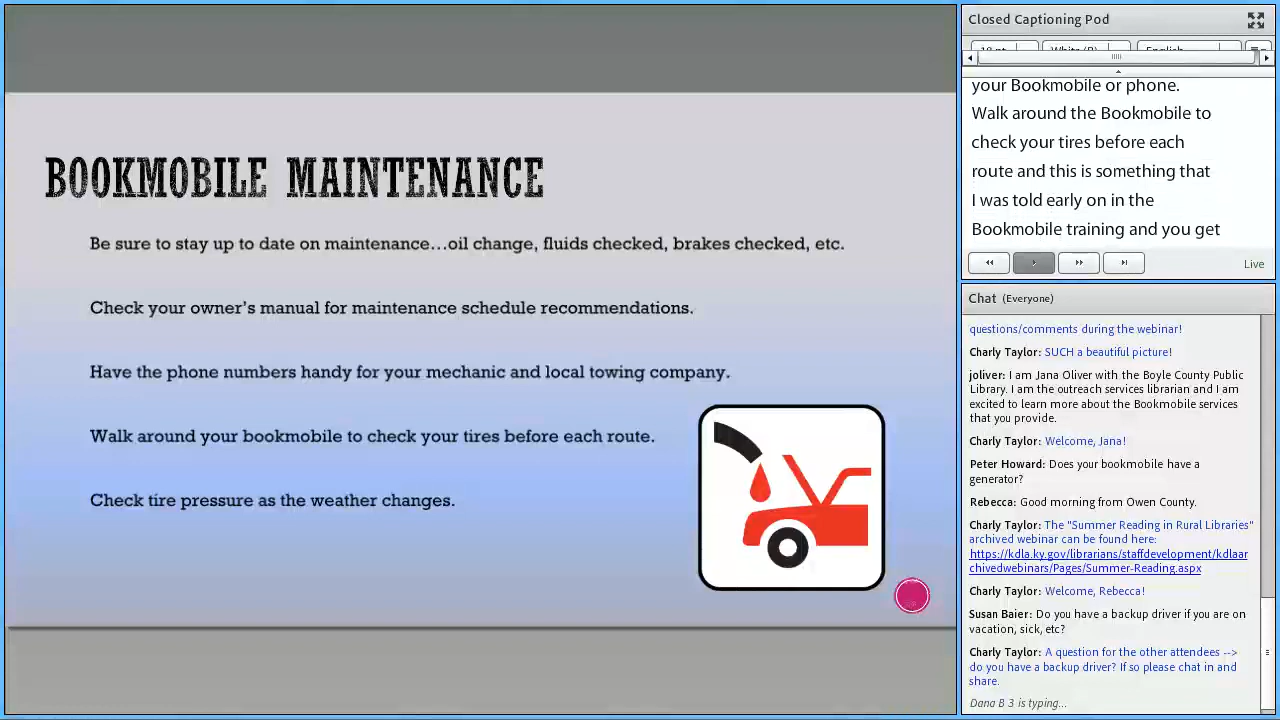 BOOKMOBILE MAINTENANCE
Be sure to stay up to date on maintenance...oil change, fluids checked, brakes checked, etc.
Check your owner's manual for maintenance schedule recommendations.
Have the phone numbers handy for your mechanic and local towing company.
Walk around your bookmobile to check your tires before each route.
Check tire pressure as the weather changes.
Closed Captioning Pod
your Bookmobile or phone.
Walk around the Bookmobile to
check your tires before each
route and this is something that
I was told early on in the
Bookmobile training and you get
Live
Chat (Everyone)
questions/comments during the webinar!
Charly Taylor: SUCH a beautiful picture!
joliver: I am Jana Oliver with the Boyle County Public
Library. I am the outreach services librarian and I am
excited to learn more about the Bookmobile services
that you provide.
Charly Taylor: Welcome, Jana!
Peter Howard: Does your bookmobile have a
generator?
Rebecca: Good morning from Owen County.
Charly Taylor: The "Summer Reading in Rural Libraries"
archived webinar can be found here:
https://kdla.ky.gov/librarians/staffdevelopment/kdlaar
chivedwebinars/Pages/Summer-Reading.aspx
Charly Taylor: Welcome, Rebecca!
Susan Baier: Do you have a backup driver if you are on
vacation, sick, etc?
Charly Taylor: A question for the other attendees -->
do you have a backup driver? If so please chat in and
share.
Dana B 3 is typing...